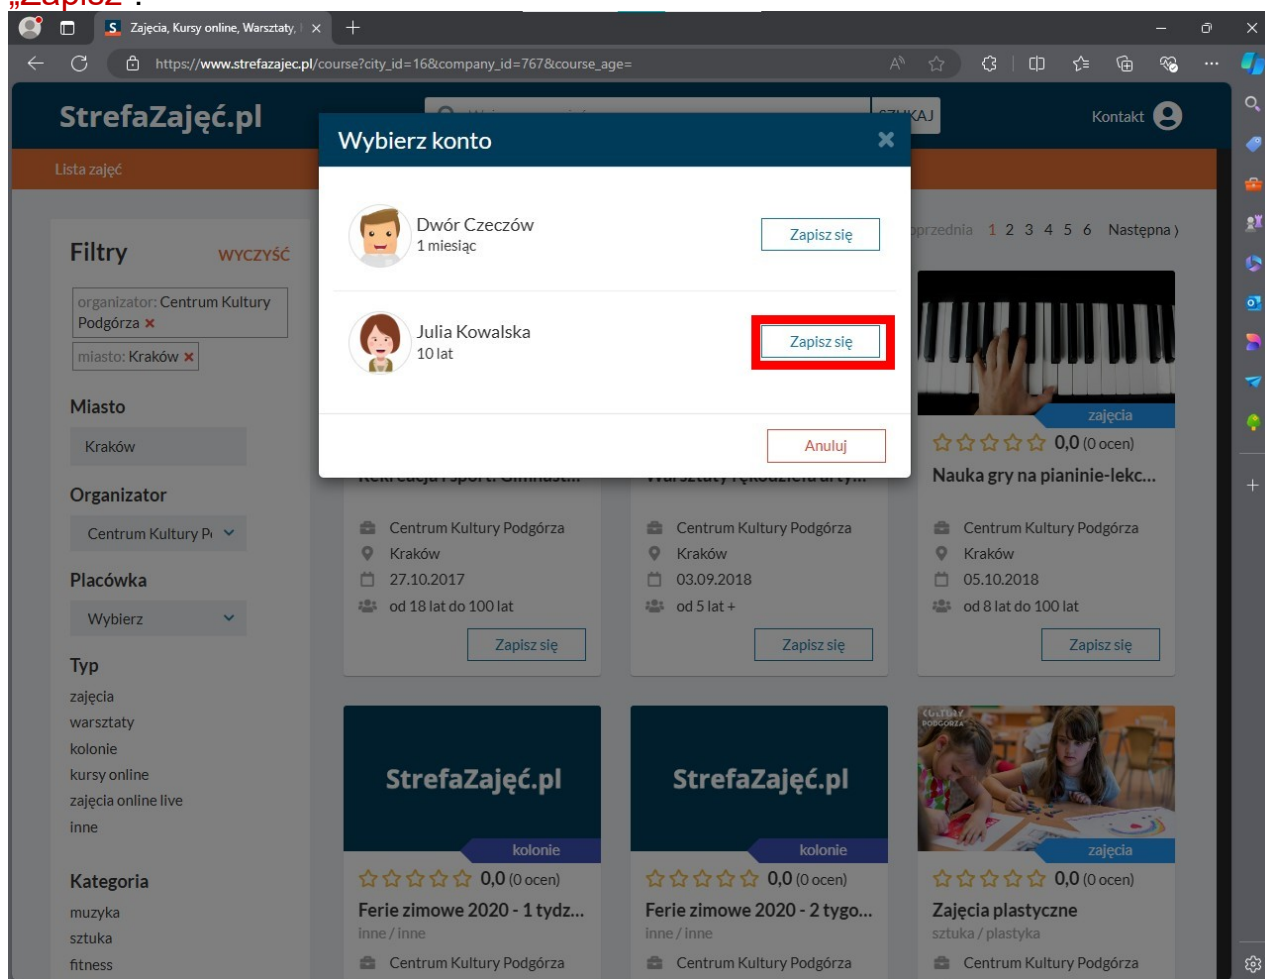 „Zapisz”.
Zajęcia, Kursy online, Warsztaty,
https://www.strefazajec.pl/course?city_id=16&company_id=767&course_age=
StrefaZajęć.pl
Kontakt
Wybierz konto
Lista zajęć
Dwór Czeczów
1 miesiąc
Zapisz się
Julia Kowalska
10 lat
Zapisz się
Anuluj
1 2 3 4 5 6 Następna
Filtry
WYCZYŚĆ
organizator: Centrum Kultury
Podgórza
miasto: Kraków
Miasto
Kraków
Organizator
Centrum Kultury
Placówka
Wybierz
Typ
zajęcia
warsztaty
kolonie
kursy online
zajęcia online live
inne
Kategoria
muzyka
sztuka
fitness
Centrum Kultury Podgórza
Kraków
27.10.2017
od 18 lat do 100 lat
Zapisz się
Centrum Kultury Podgórza
Kraków
03.09.2018
od 5 lat +
Zapisz się
zajęcia
0,0 (0 ocen)
Nauka gry na pianinie-lekc...
Centrum Kultury Podgórza
Kraków
05.10.2018
od 8 lat do 100 lat
Zapisz się
StrefaZajęć.pl
kolonie
0,0 (0 ocen)
Ferie zimowe 2020 - 1 tydz...
inne / inne
Centrum Kultury Podgórza
StrefaZajęć.pl
kolonie
0,0 (0 ocen)
Ferie zimowe 2020 - 2 tygo...
inne / inne
Centrum Kultury Podgórza
zajęcia
0,0 (0 ocen)
Zajęcia plastyczne
sztuka / plastyka
Centrum Kultury Podgórza